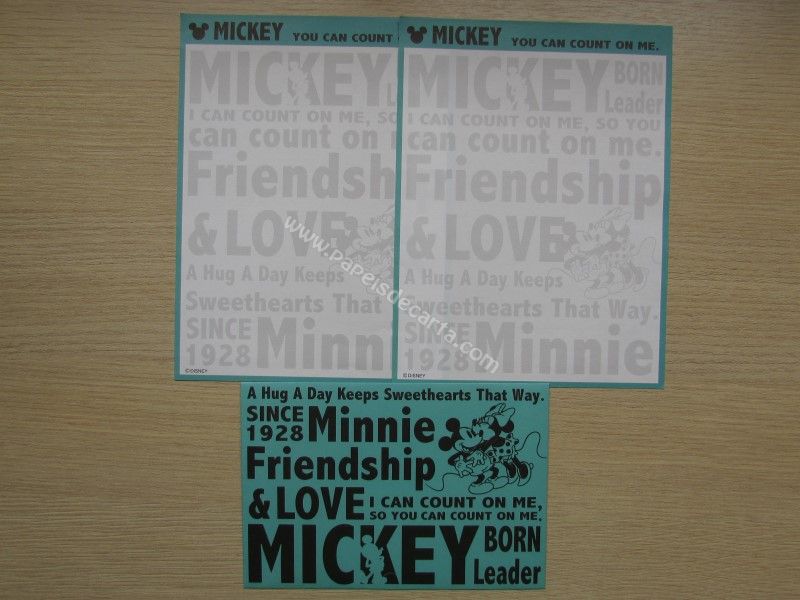 MICKEY YOU CAN COUNT
MICKEY
I CAN COUNT ON ME, SO
can count on
Friendsh
& LOVE
A Hug A Day Keeps
Sweethearts That
SINCE
1928 Minn
©DISNEY
MICKEY YOU CAN COUNT ON ME.
MICKEY BORN
Leader
I CAN COUNT ON ME, SO YOU
can count on me.
Friendship
& LOVE
A Hug A Day Keeps
Sweethearts That Way.
SINCE
1928 Minnie
©DISNEY
www.papeisdecarta.com
A Hug A Day Keeps Sweethearts That Way.
SINCE
1928 Minnie
Friendship
& LOVE I CAN COUNT ON ME,
SO YOU CAN COUNT ON ME.
MICKEY BORN
Leader